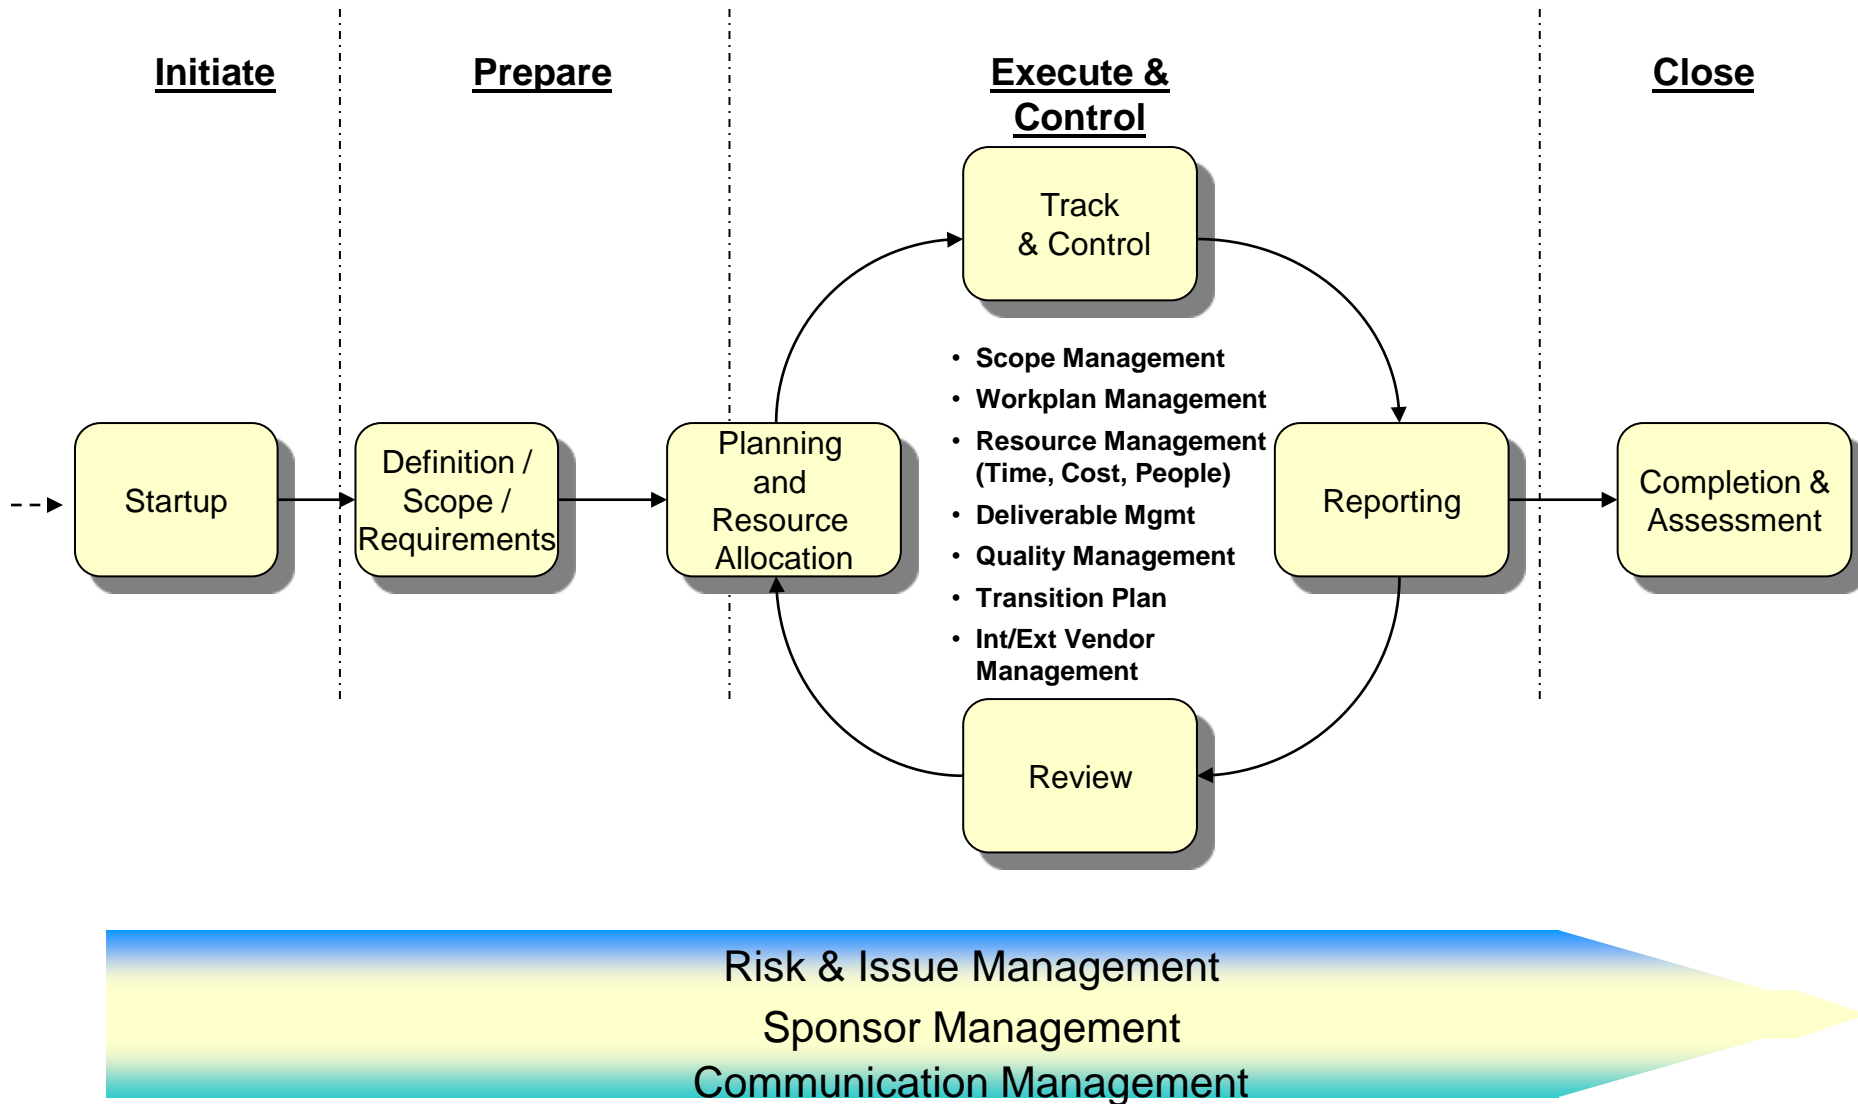 Initiate
Prepare
Execute &
Control
Close
Track
& Control
• Scope Management
• Workplan Management
• Resource Management
(Time, Cost, People)
• Deliverable Mgmt
• Quality Management
• Transition Plan
• Int/Ext Vendor
Management
Startup
Definition /
Scope /
Requirements
Planning
and
Resource
Allocation
Reporting
Completion &
Assessment
Review
Risk & Issue Management
Sponsor Management
Communication Management